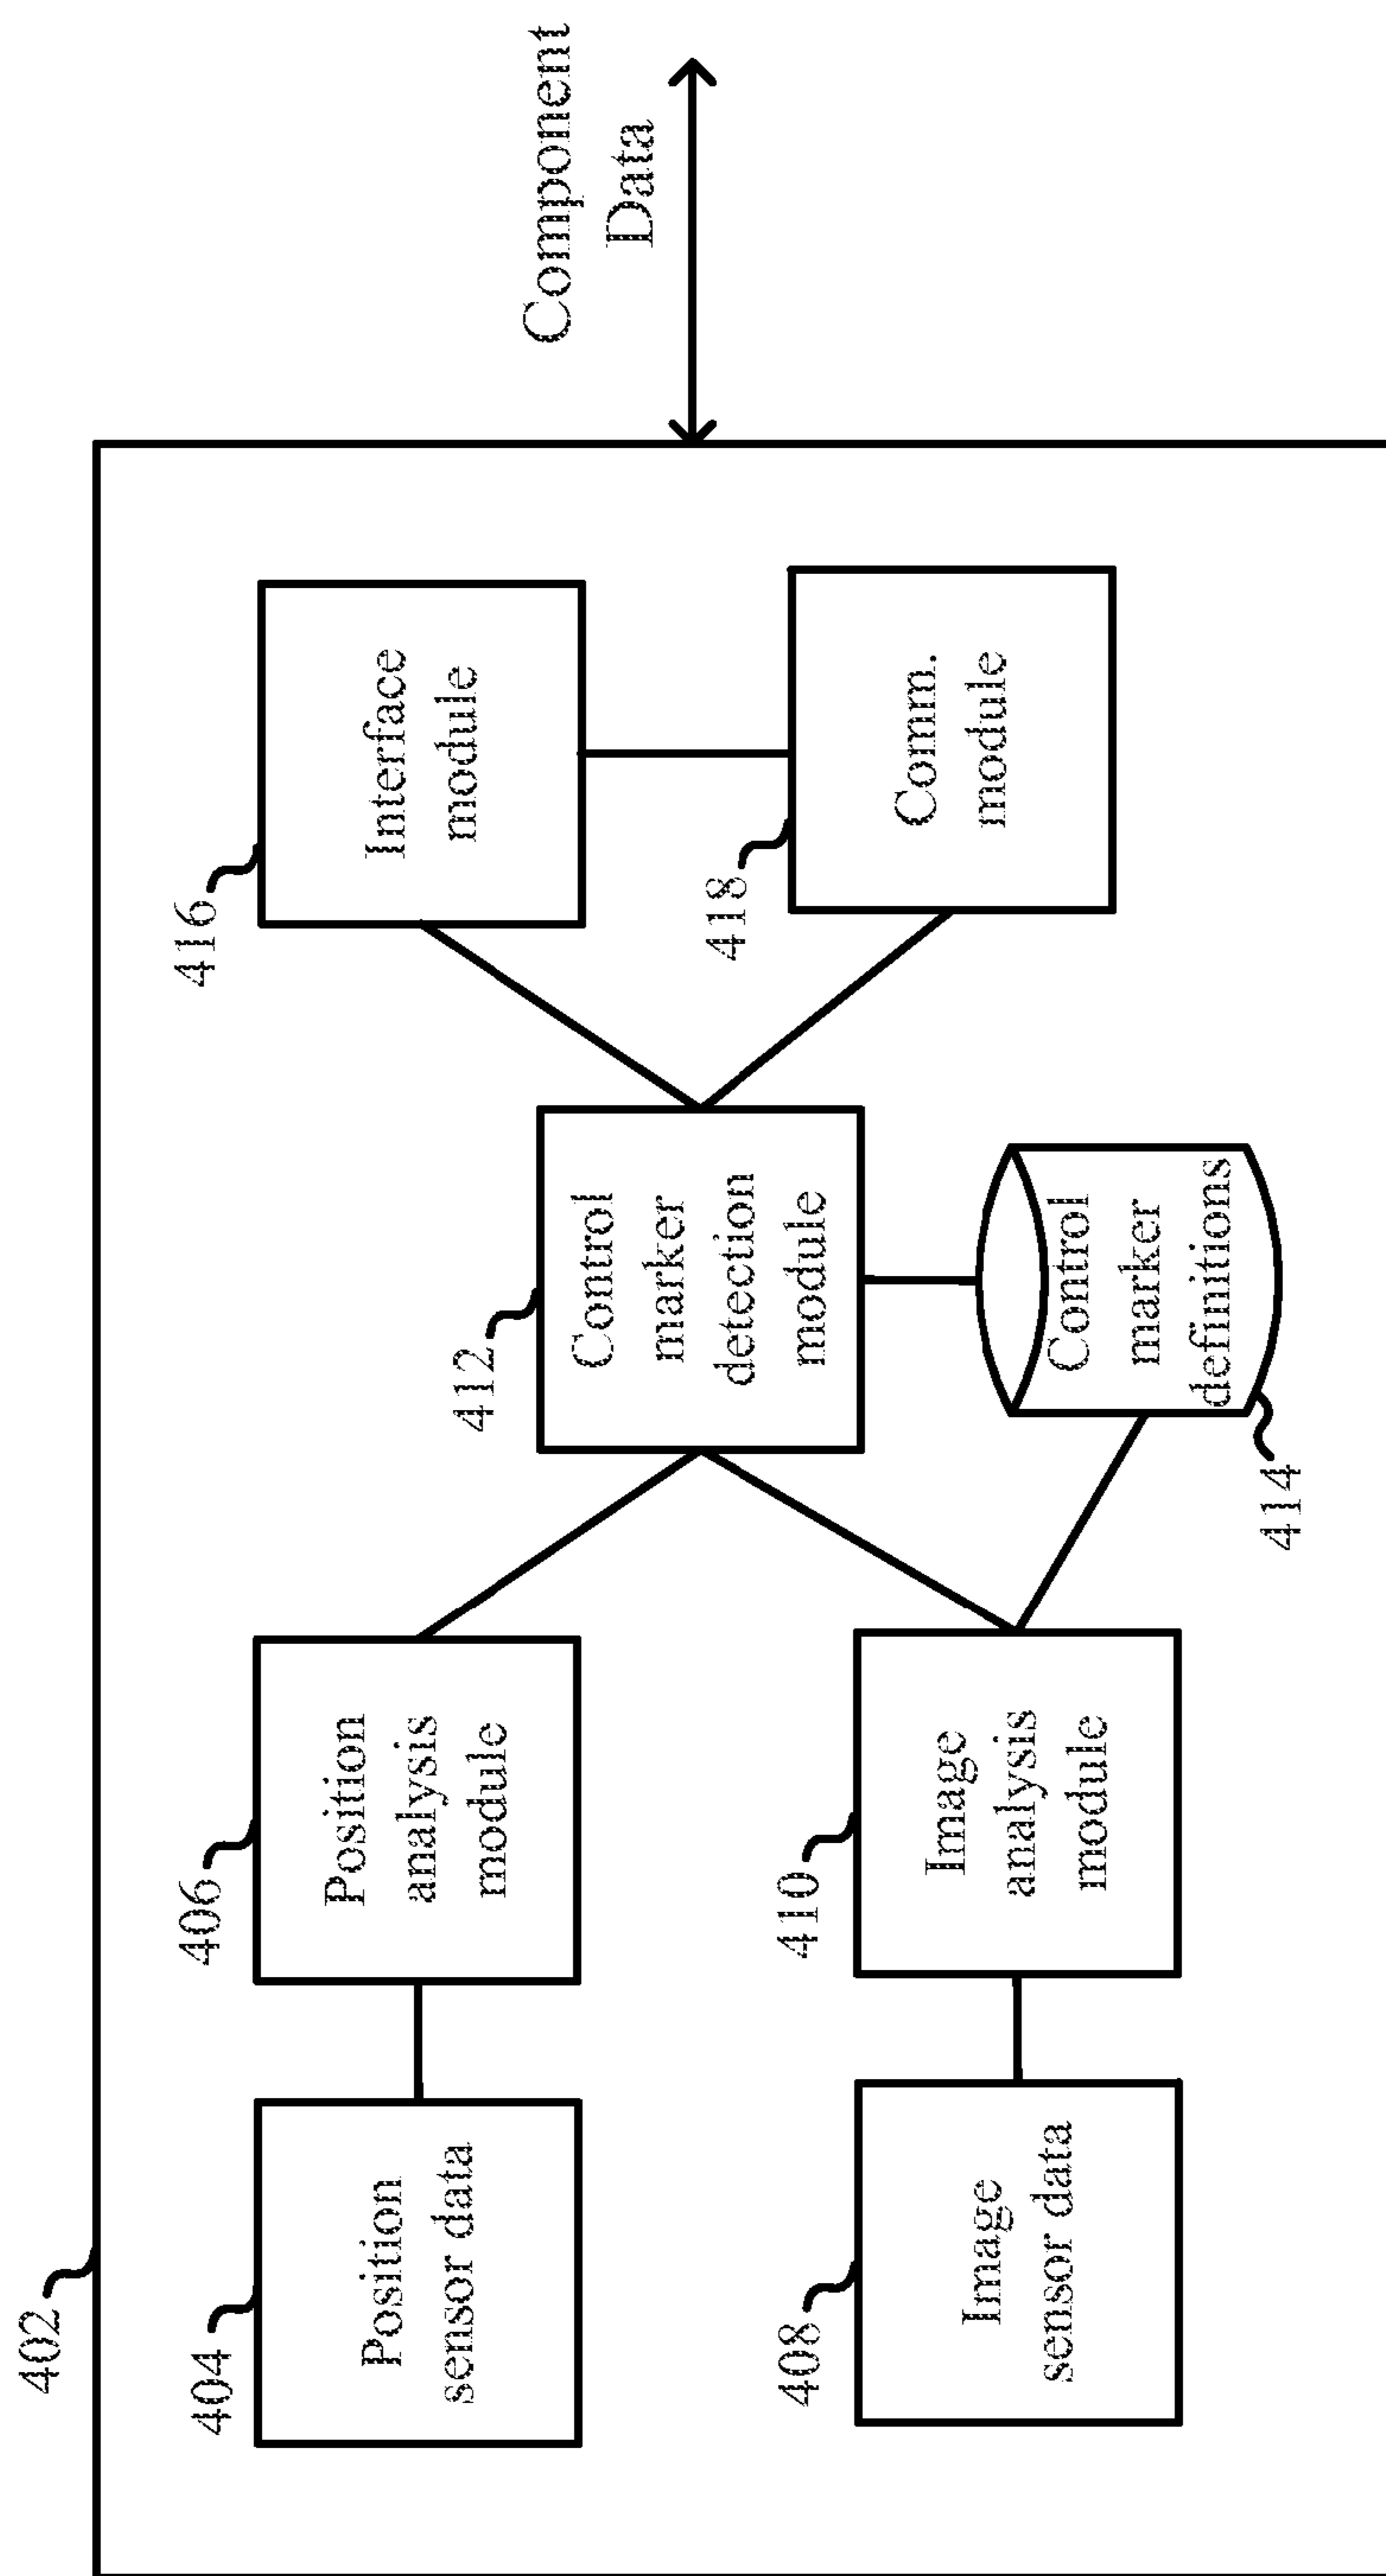 402
404
Position
sensor data
406
Position
analysis
module
408
Image
sensor data
410
Image
analysis
module
412
Control
marker
detection
module
414
Control
marker
definitions
416
Interface
module
418
Comm.
module
Component
Data